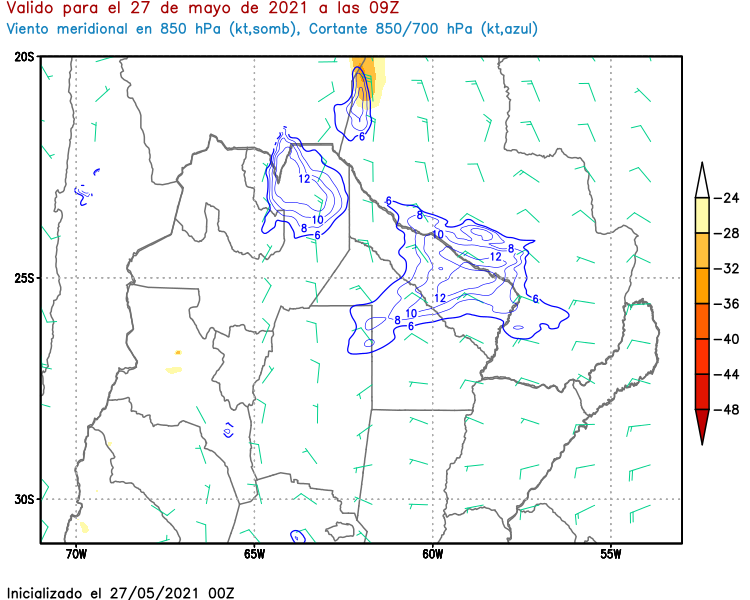 Valido para el 27 de mayo de 2021 a las 09Z
Viento meridional en 850 hPa (kt,somb), Cortante 850/700 hPa (kt,azul)
20S
6
12
10
8
6
6
8
10
8
12
-24
-28
25S
12
6
10
8
6
-32
-36
-40
-44
-48
30S
70W
65W
60W
55W
Inicializado el 27/05/2021 00Z